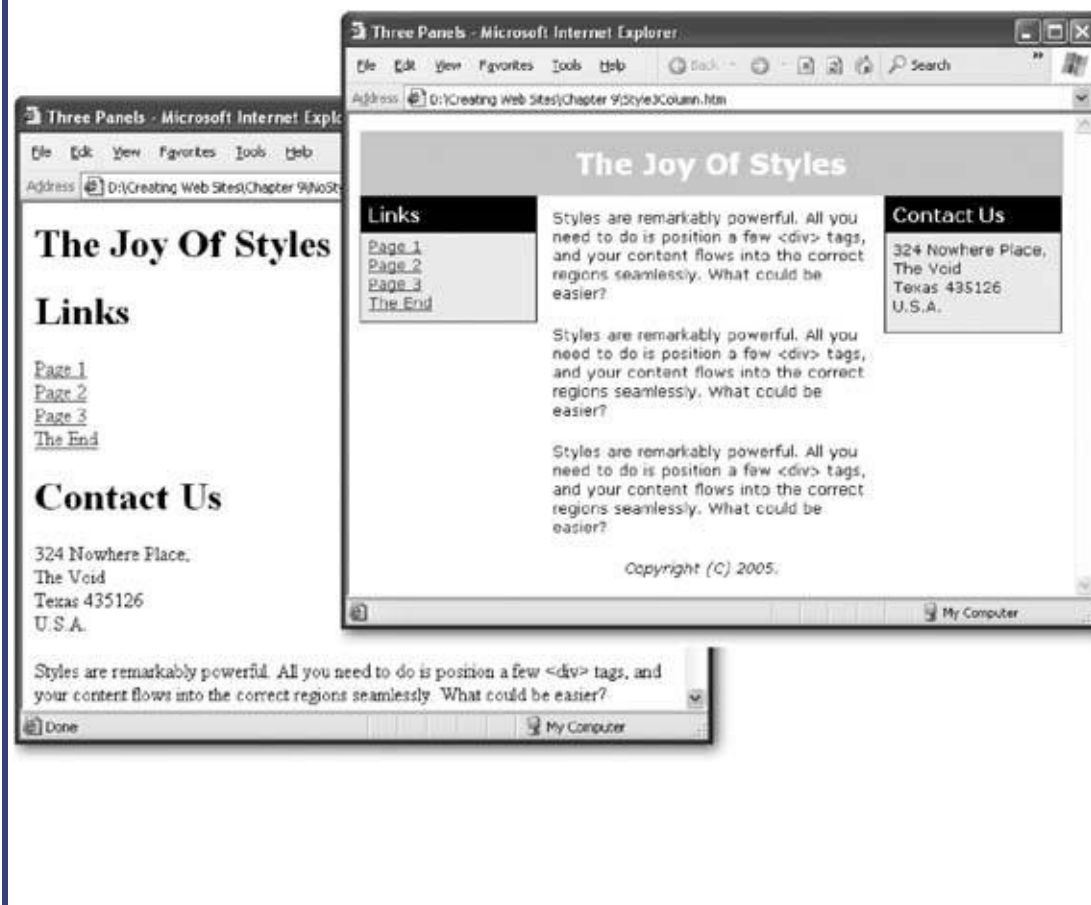 Three Panels - Microsoft Internet Explorer
File Edit View Favorites Tools Help Back Search
Address D:\Creating Web Sites\Chapter 9\Style3Column.htm
The Joy Of Styles
Links
Page 1
Page 2
Page 3
The End
Styles are remarkably powerful. All you
need to do is position a few <div> tags,
and your content flows into the correct
regions seamlessly. What could be
easier?
Styles are remarkably powerful. All you
need to do is position a few <div> tags,
and your content flows into the correct
regions seamlessly. What could be
easier?
Styles are remarkably powerful. All you
need to do is position a few <div> tags,
and your content flows into the correct
regions seamlessly. What could be
easier?
Copyright (C) 2005.
Contact Us
324 Nowhere Place,
The Void
Texas 435126
U.S.A.
My Computer
Three Panels - Microsoft Internet Explo
File Edit View Favorites Tools Help
Address D:\Creating Web Sites\Chapter 9\NoSty
The Joy Of Styles
Links
Page 1
Page 2
Page 3
The End
Contact Us
324 Nowhere Place,
The Void
Texas 435126
U.S.A.
Styles are remarkably powerful. All you need to do is position a few <div> tags, and
your content flows into the correct regions seamlessly. What could be easier?
Done My Computer